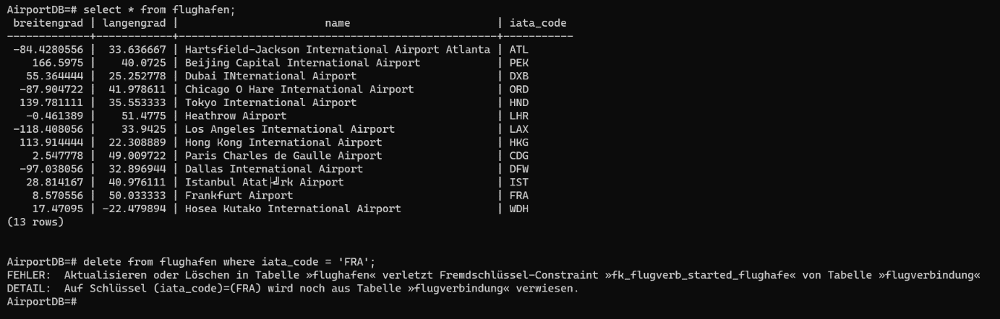 AirportDB=# select * from flughafen;
 breitengrad | langengrad |                      name                      | iata_code
-------------+------------+------------------------------------------------+-----------
 -84.4280556 |  33.636667 | Hartsfield-Jackson International Airport Atlanta | ATL
    166.5975 |    40.0725 | Beijing Capital International Airport | PEK
   55.364444 |  25.252778 | Dubai INternational Airport | DXB
  -87.904722 |  41.978611 | Chicago O Hare International Airport | ORD
  139.781111 |  35.553333 | Tokyo International Airport | HND
   -0.461389 |    51.4775 | Heathrow Airport | LHR
 -118.408056 |    33.9425 | Los Angeles International Airport | LAX
  113.914444 |  22.308889 | Hong Kong International Airport | HKG
    2.547778 |  49.009722 | Paris Charles de Gaulle Airport | CDG
  -97.038056 |  32.896944 | Dallas International Airport | DFW
   28.814167 |  40.976111 | Istanbul Atat├╝rk Airport | IST
    8.570556 |  50.033333 | Frankfurt Airport | FRA
    17.47095 | -22.479894 | Hosea Kutako International Airport | WDH
(13 rows)
AirportDB=# delete from flughafen where iata_code = 'FRA';
FEHLER:  Aktualisieren oder Löschen in Tabelle »flughafen« verletzt Fremdschlüssel-Constraint »fk_flugverb_started_flughafe« von Tabelle »flugverbindung«
DETAIL:  Auf Schlüssel (iata_code)=(FRA) wird noch aus Tabelle »flugverbindung« verwiesen.
AirportDB=#